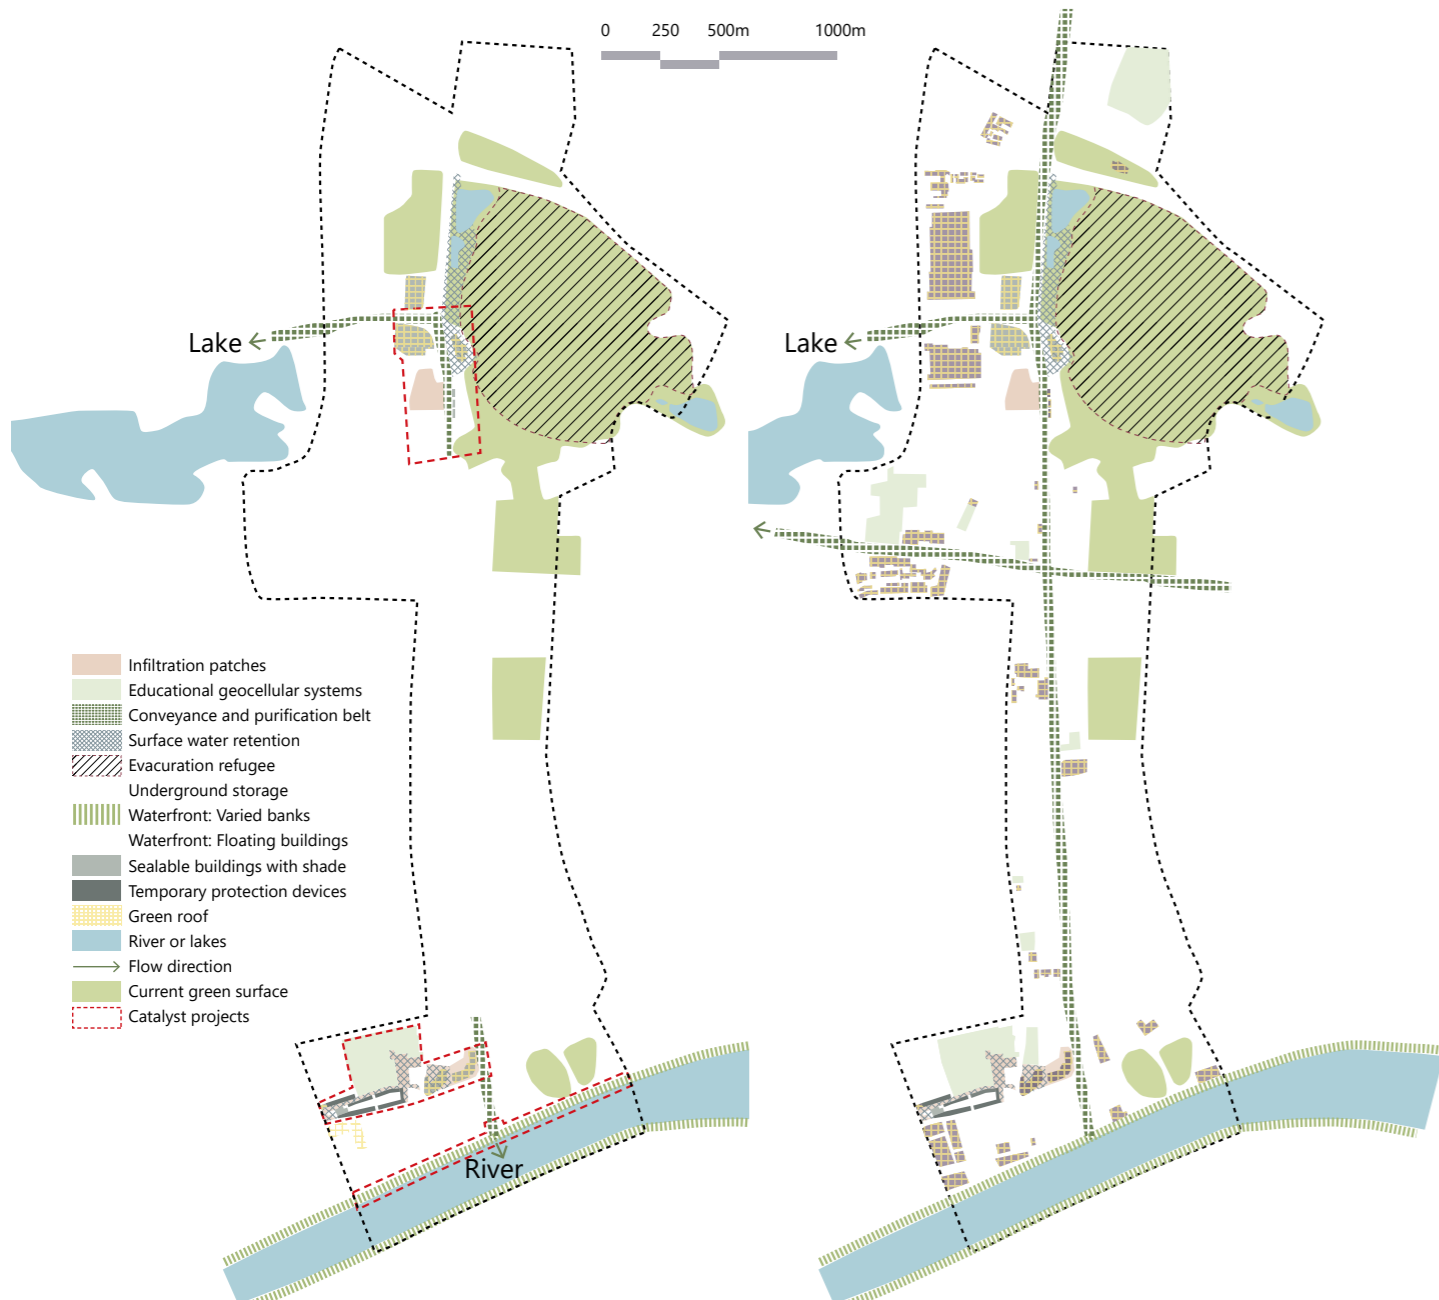 0 250 500m 1000m
Lake
Lake
Infiltration patches
Educational geocellular systems
Conveyance and purification belt
Surface water retention
Evacuration refugee
Underground storage
Waterfront: Varied banks
Waterfront: Floating buildings
Sealable buildings with shade
Temporary protection devices
Green roof
River or lakes
Flow direction
Current green surface
Catalyst projects
River